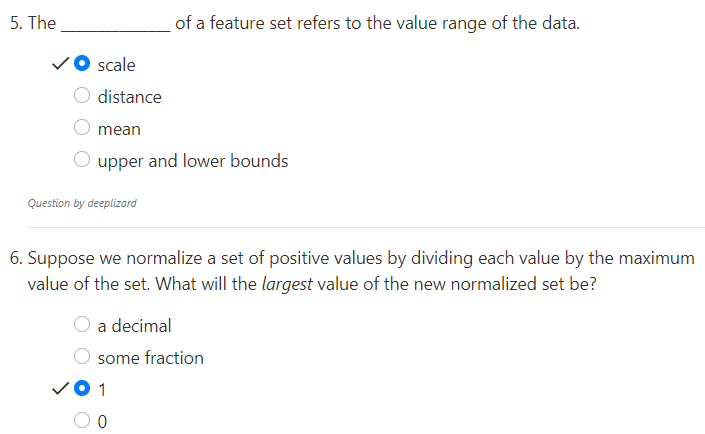 5. The ______________ of a feature set refers to the value range of the data.
scale
distance
mean
upper and lower bounds
Question by deeplizard
6. Suppose we normalize a set of positive values by dividing each value by the maximum
value of the set. What will the largest value of the new normalized set be?
a decimal
some fraction
1
0